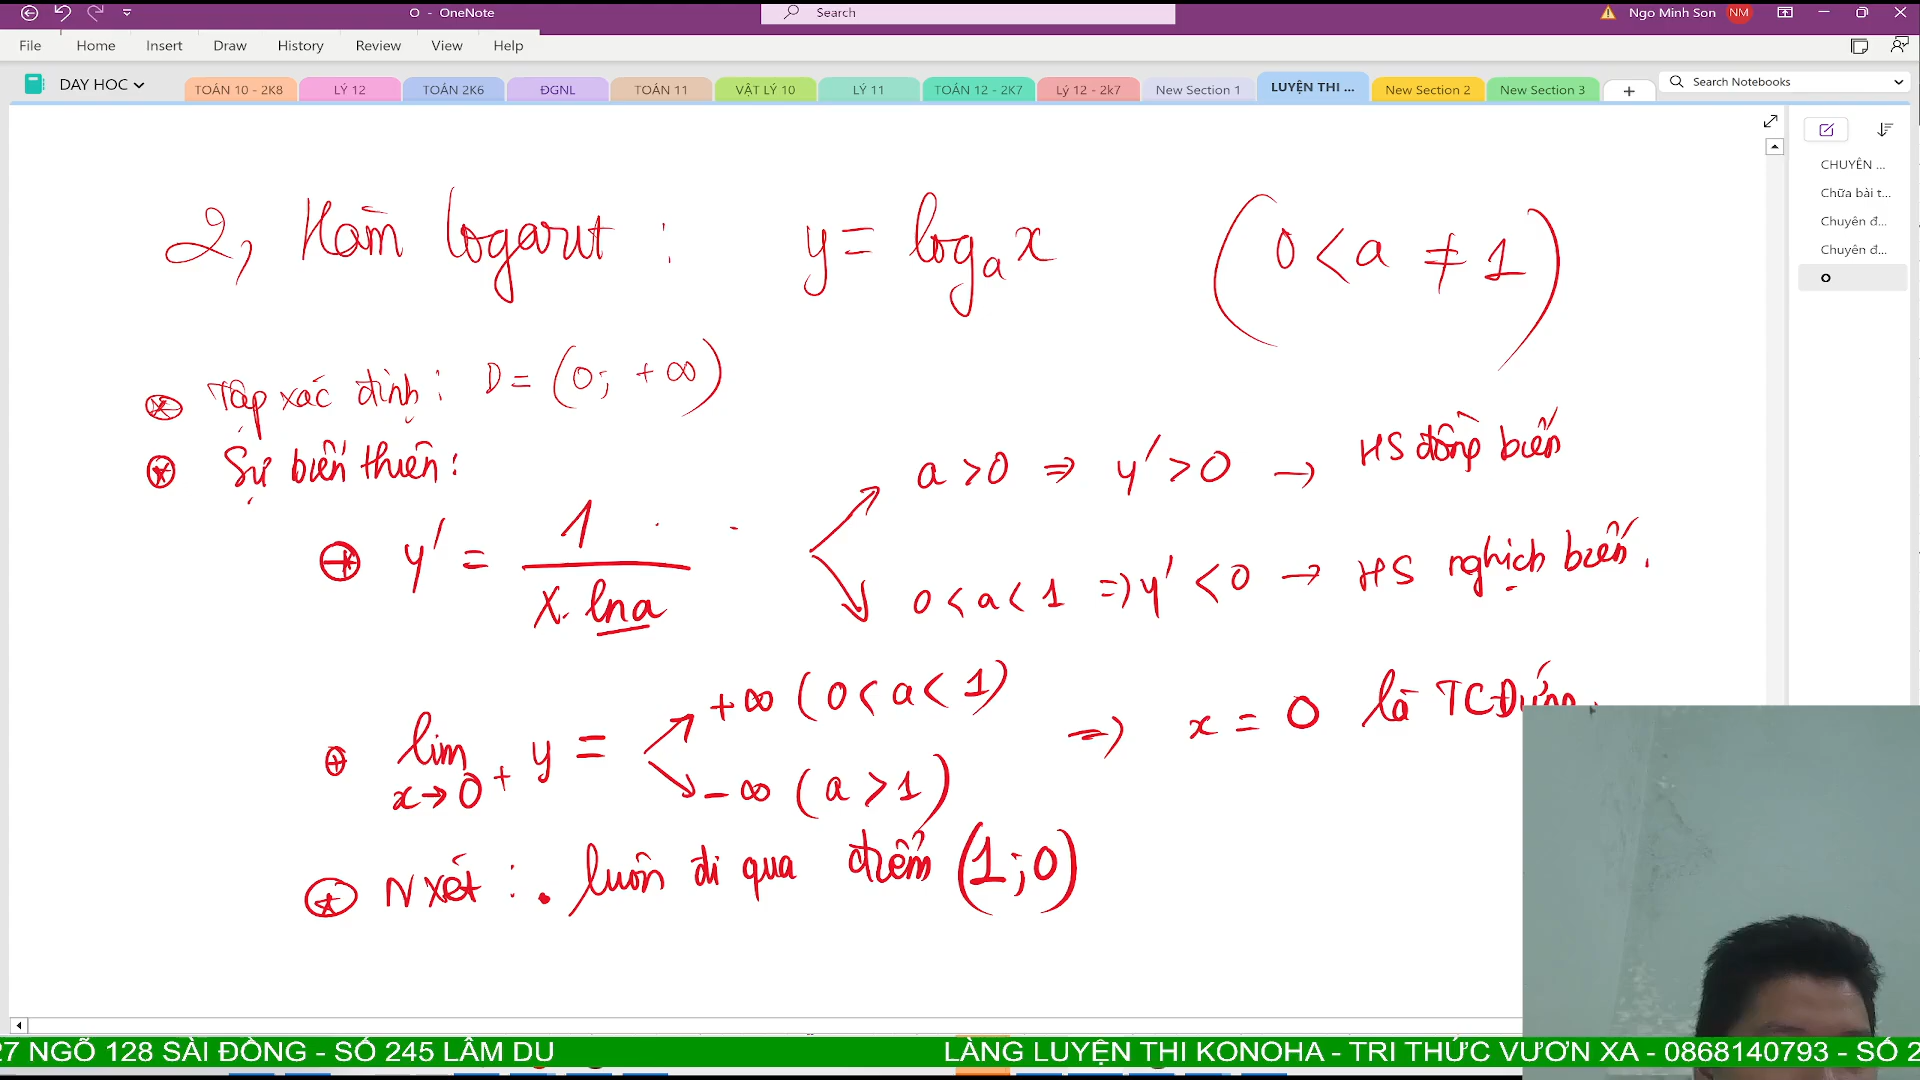 O - OneNote
Search
Ngo Minh Son NM
File Home Insert Draw History Review View Help
DAY HOC
TOÁN 10 - 2K8 LÝ 12 TOÁN 2K6 ĐGNL TOÁN 11 VẬT LÝ 10 LÝ 11 TOÁN 12 - 2K7 Lý 12 - 2k7 New Section 1 LUYỆN THI ... New Section 2 New Section 3 +
Search Notebooks
CHUYÊN ...
Chữa bài t...
Chuyên đ...
Chuyên đ...
O
2, Hàm logarit : y = logₐ x (0 < a ≠ 1)
Tập xác định : D = (0; +∞)
Sự biến thiên :
a > 0 ⇒ y' > 0 → HS đồng biến
y' = 1 / (x. ln a)
0 < a < 1 ⇒ y' < 0 → HS nghịch biến.
+∞ (0 < a < 1)
lim x→0+ y = ⇒ x = 0 là TCĐứng.
-∞ (a > 1)
N xét : . luôn đi qua điểm (1; 0)
27 NGÕ 128 SÀI ĐỒNG - SỐ 245 LÂM DU LÀNG LUYỆN THI KONOHA - TRI THỨC VƯƠN XA - 0868140793 - SỐ 2